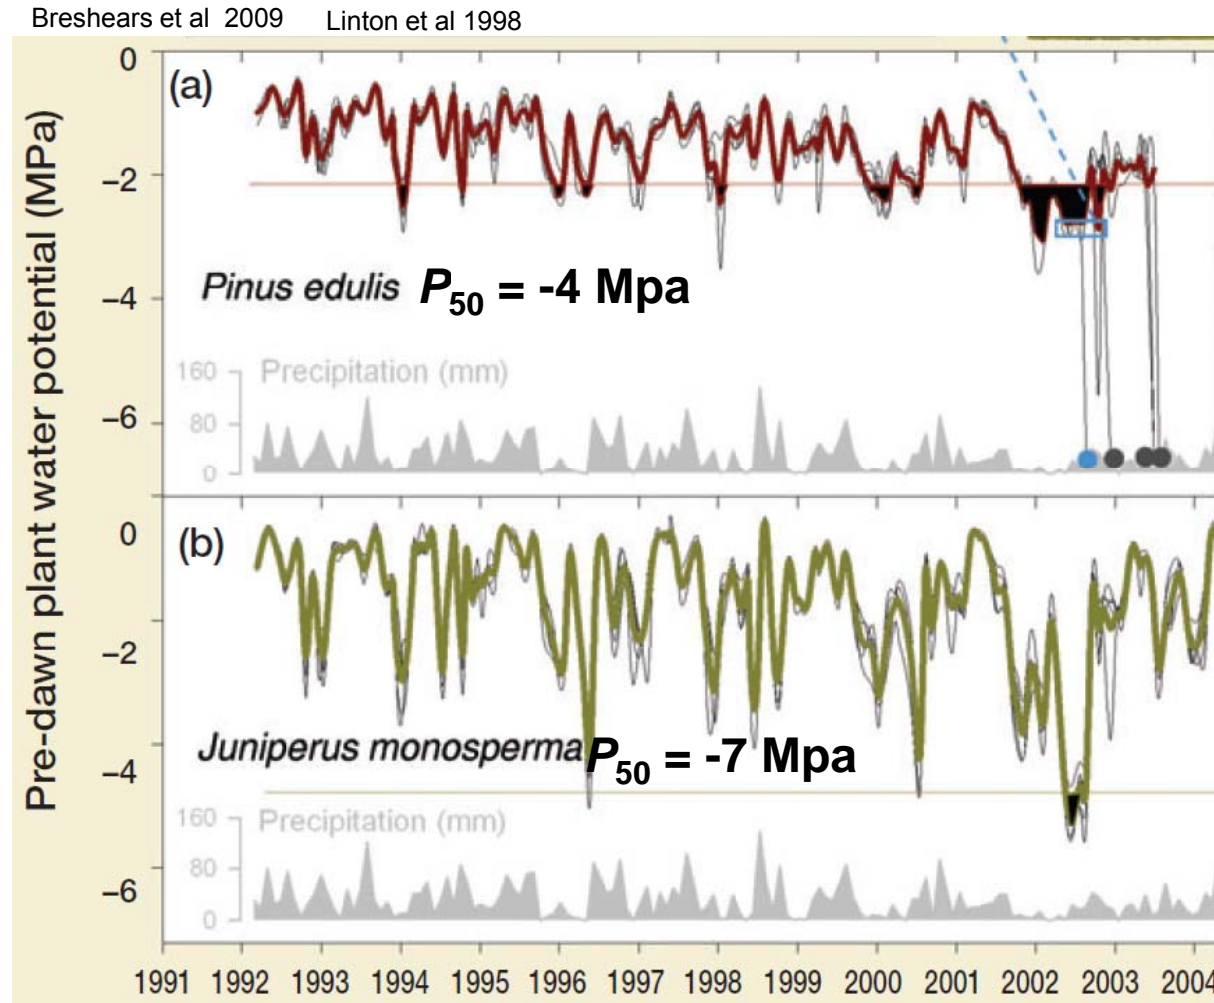 Breshears et al 2009 Linton et al 1998
Pre-dawn plant water potential (MPa)
0
(a)
−2
Pinus edulis P50 = -4 Mpa
−4
160 Precipitation (mm)
−6
80
0
0
(b)
−2
Juniperus monosperma P50 = -7 Mpa
−4
160 Precipitation (mm)
80
−6
0
1991 1992 1993 1994 1995 1996 1997 1998 1999 2000 2001 2002 2003 2004